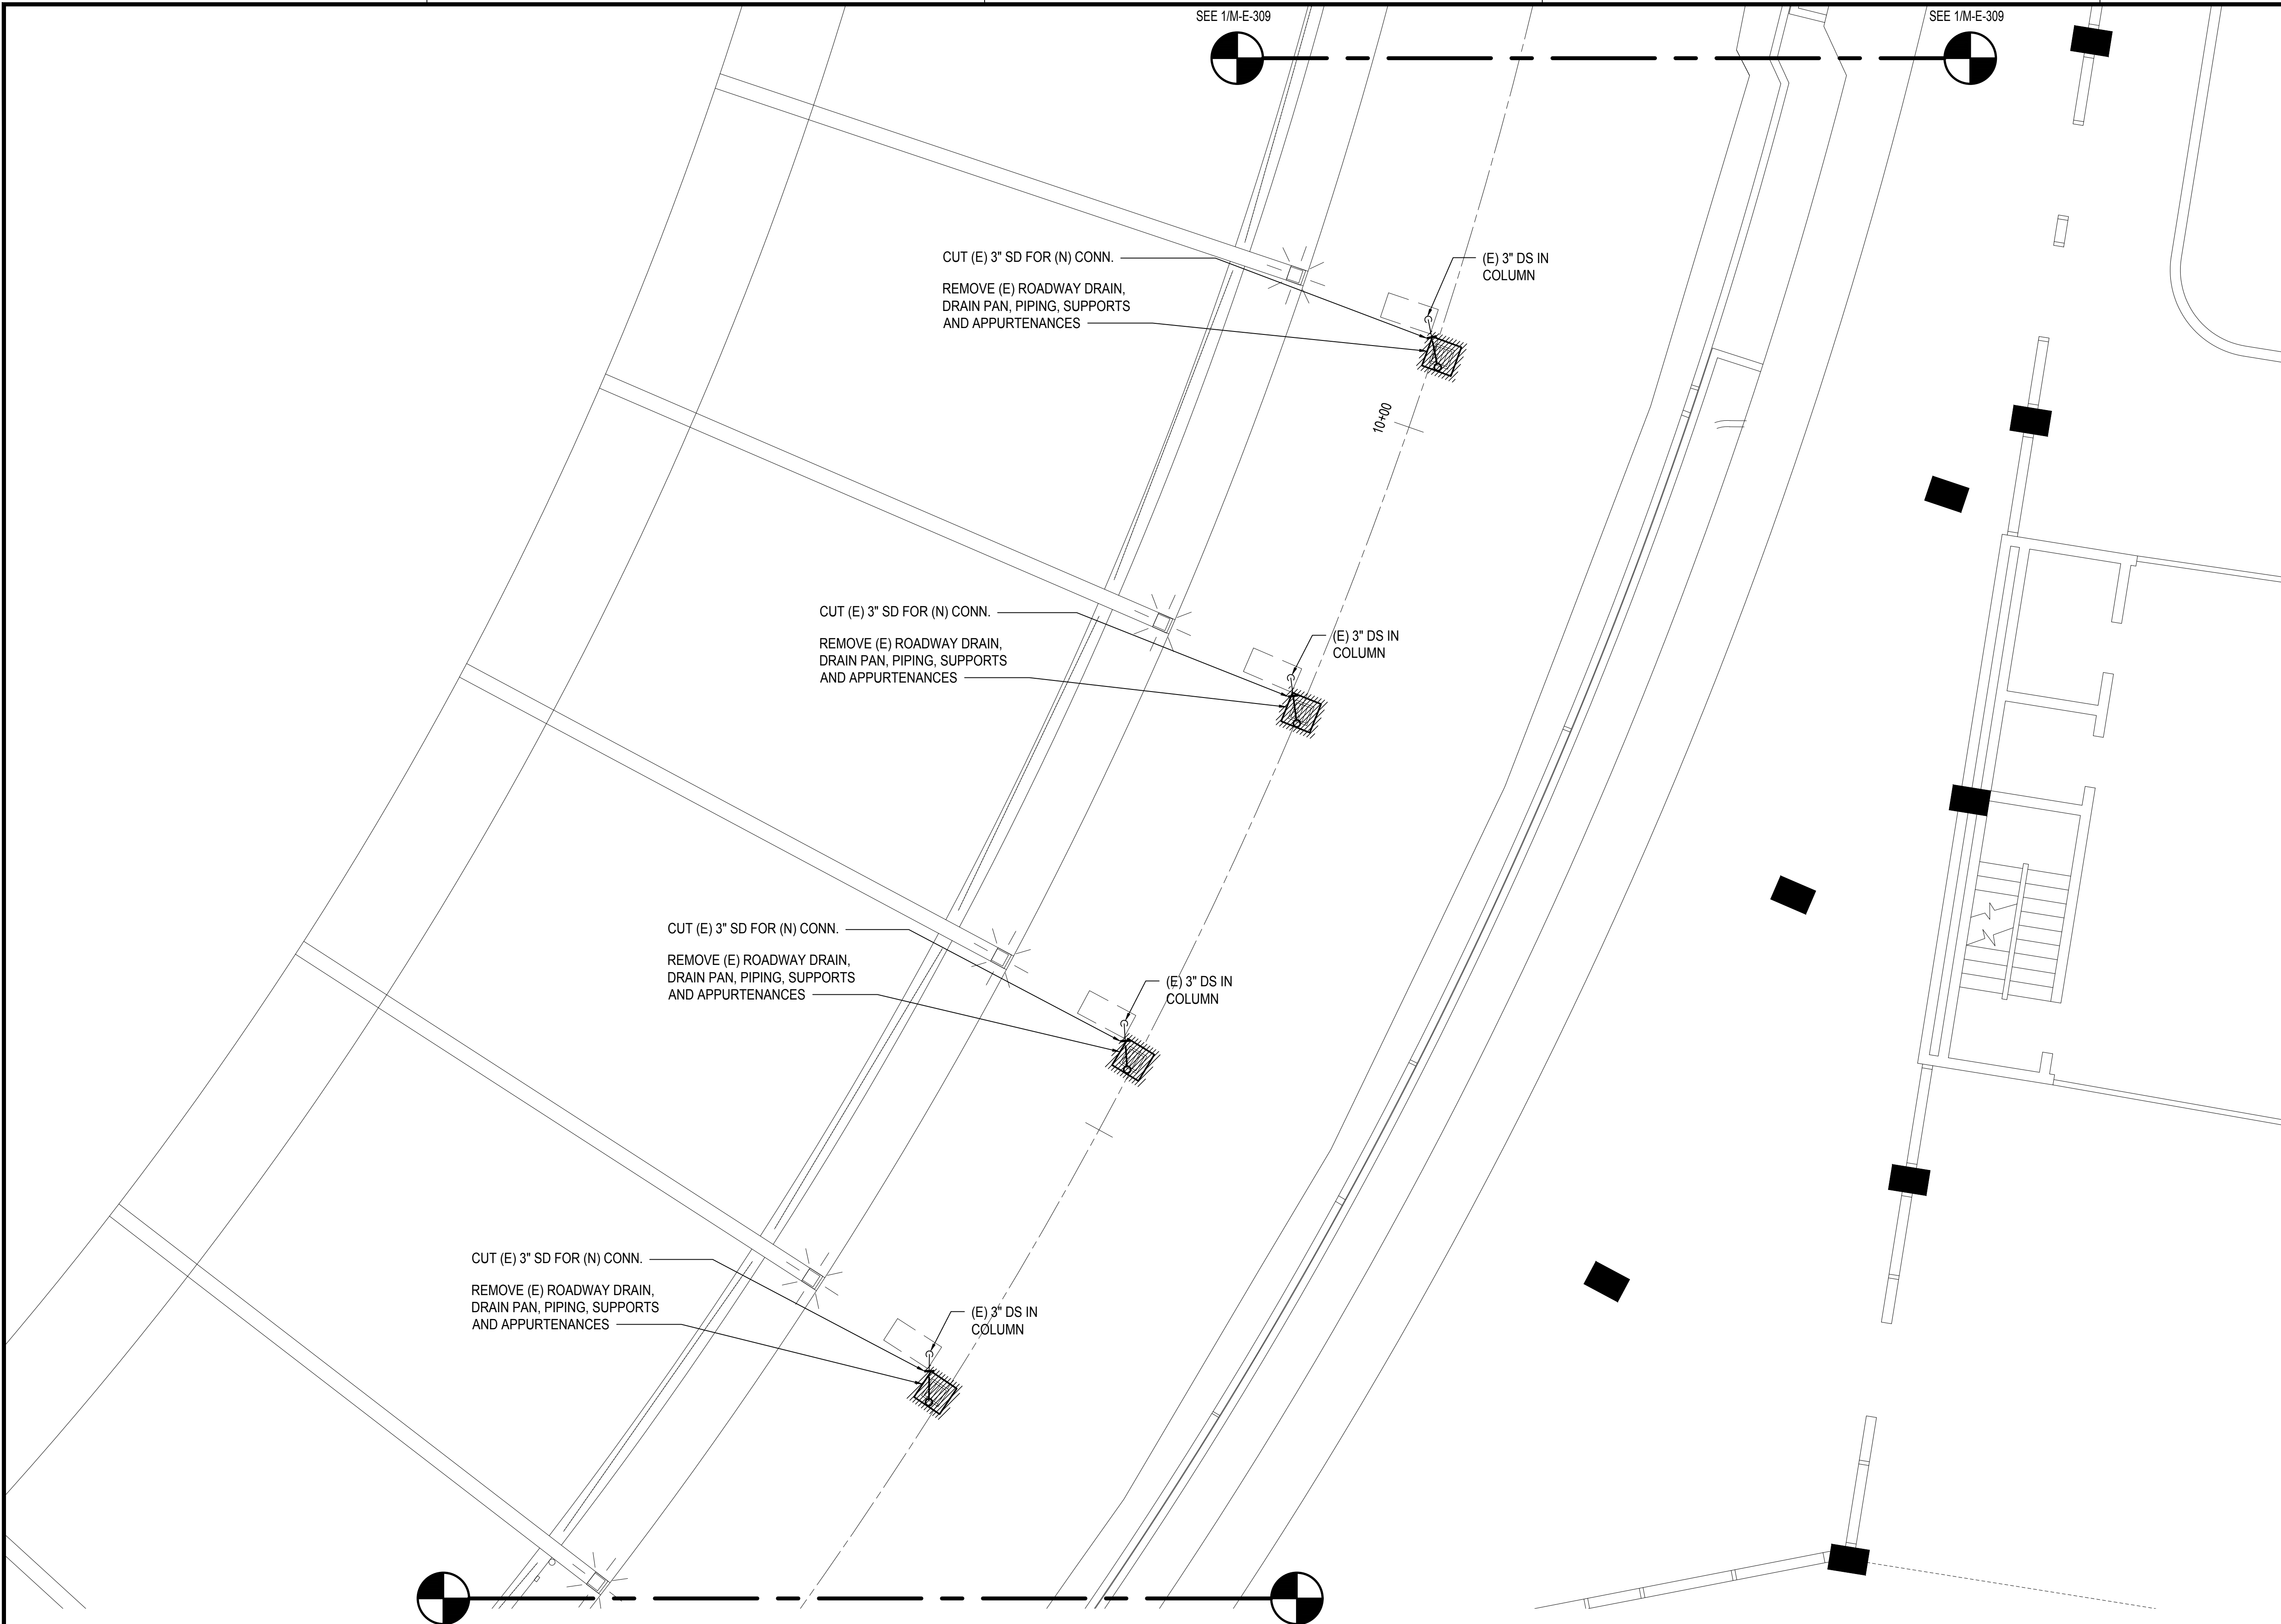 SEE 1/M-E-309
SEE 1/M-E-309
CUT (E) 3" SD FOR (N) CONN.
REMOVE (E) ROADWAY DRAIN,
DRAIN PAN, PIPING, SUPPORTS
AND APPURTENANCES
(E) 3" DS IN
COLUMN
10+00
CUT (E) 3" SD FOR (N) CONN.
REMOVE (E) ROADWAY DRAIN,
DRAIN PAN, PIPING, SUPPORTS
AND APPURTENANCES
(E) 3" DS IN
COLUMN
CUT (E) 3" SD FOR (N) CONN.
REMOVE (E) ROADWAY DRAIN,
DRAIN PAN, PIPING, SUPPORTS
AND APPURTENANCES
(E) 3" DS IN
COLUMN
CUT (E) 3" SD FOR (N) CONN.
REMOVE (E) ROADWAY DRAIN,
DRAIN PAN, PIPING, SUPPORTS
AND APPURTENANCES
(E) 3" DS IN
COLUMN